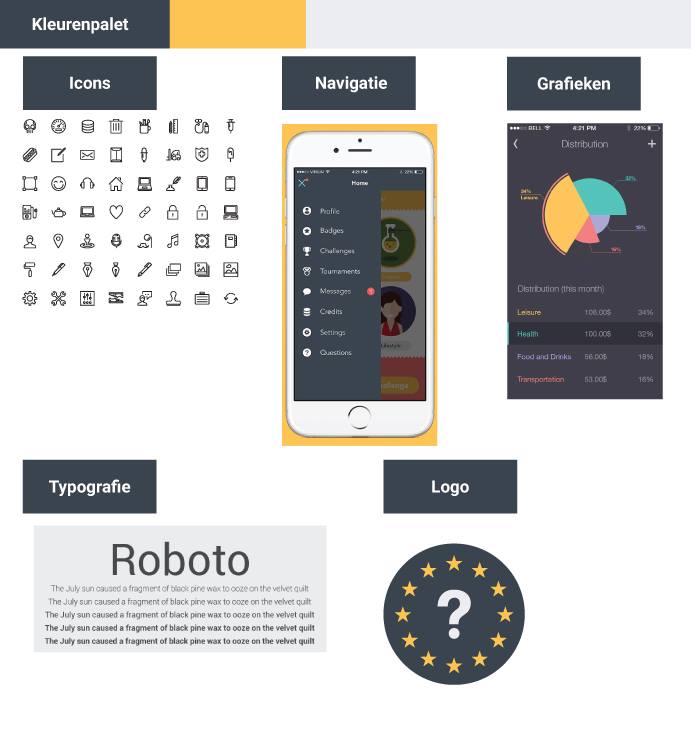 Kleurenpalet
Icons
Navigatie
Grafieken
VIRGIN 4:21 PM 22%
Home
Profile
Badges
Challenges
Tournaments
Messages
Credits
Settings
Questions
Lifestyle
BELL 4:21 PM 22%
Distribution
32%
34%
Leisure
18%
16%
Distribution (this month)
Leisure 106.00$ 34%
Health 100.00$ 32%
Food and Drinks 56.00$ 18%
Transportation 53.00$ 16%
Typografie
Logo
Roboto
The July sun caused a fragment of black pine wax to ooze on the velvet quilt
The July sun caused a fragment of black pine wax to ooze on the velvet quilt
The July sun caused a fragment of black pine wax to ooze on the velvet quilt
The July sun caused a fragment of black pine wax to ooze on the velvet quilt
The July sun caused a fragment of black pine wax to ooze on the velvet quilt
?